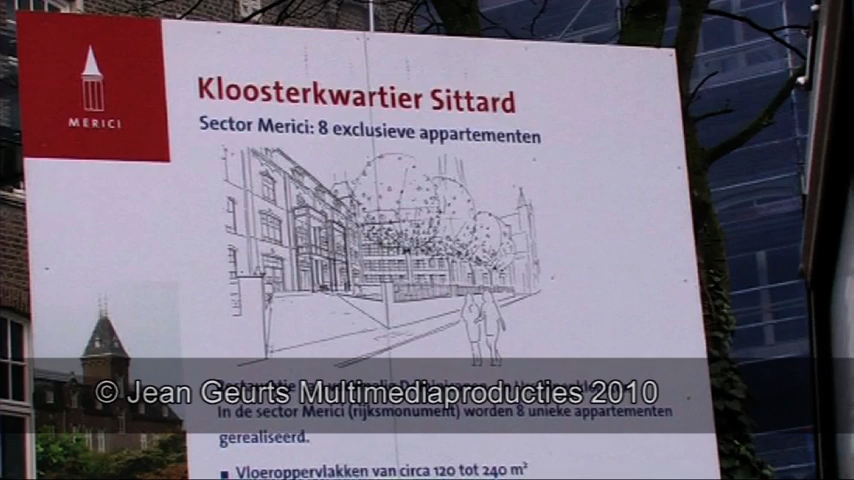 MERICI
Kloosterkwartier Sittard
Sector Merici: 8 exclusieve appartementen
© Jean Geurts Multimediaproducties 2010
In de sector Merici (rijksmonument) worden 8 unieke appartementen
gerealiseerd.
▪ Vloeroppervlakken van circa 120 tot 240 m²